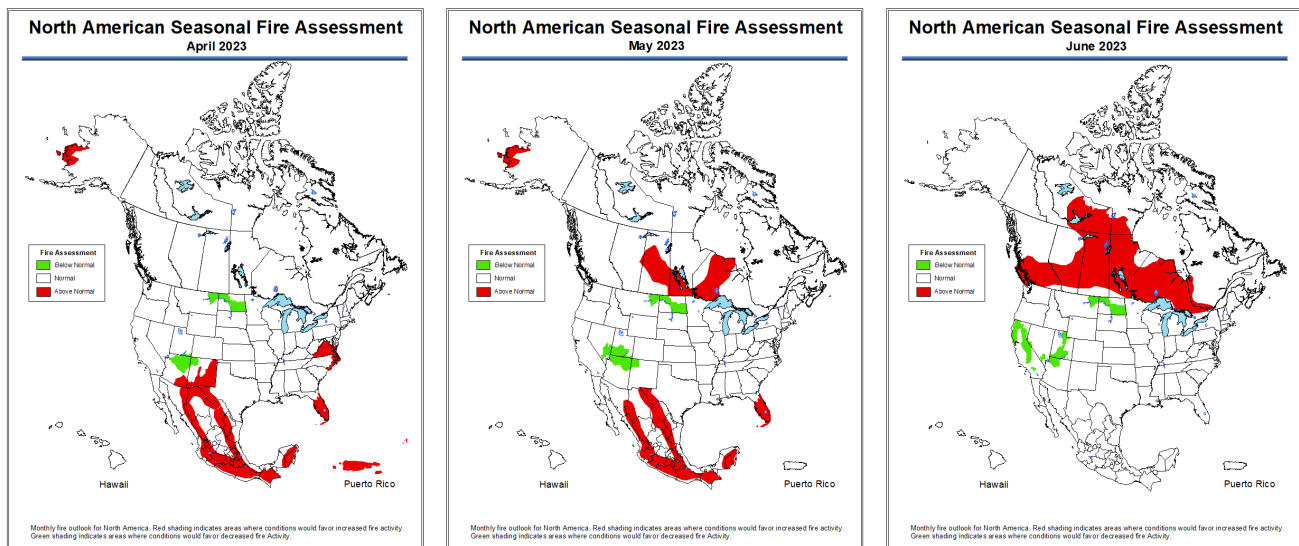 North American Seasonal Fire Assessment
April 2023
Fire Assessment
Below Normal
Normal
Above Normal
Hawaii
Puerto Rico
Monthly fire outlook for North America. Red shading indicates areas where conditions would favor increased fire activity.
Green shading indicates areas where conditions would favor decreased fire Activity.
North American Seasonal Fire Assessment
May 2023
Fire Assessment
Below Normal
Normal
Above Normal
Hawaii
Puerto Rico
Monthly fire outlook for North America. Red shading indicates areas where conditions would favor increased fire activity.
Green shading indicates areas where conditions would favor decreased fire Activity.
North American Seasonal Fire Assessment
June 2023
Fire Assessment
Below Normal
Normal
Above Normal
Hawaii
Puerto Rico
Monthly fire outlook for North America. Red shading indicates areas where conditions would favor increased fire activity.
Green shading indicates areas where conditions would favor decreased fire Activity.